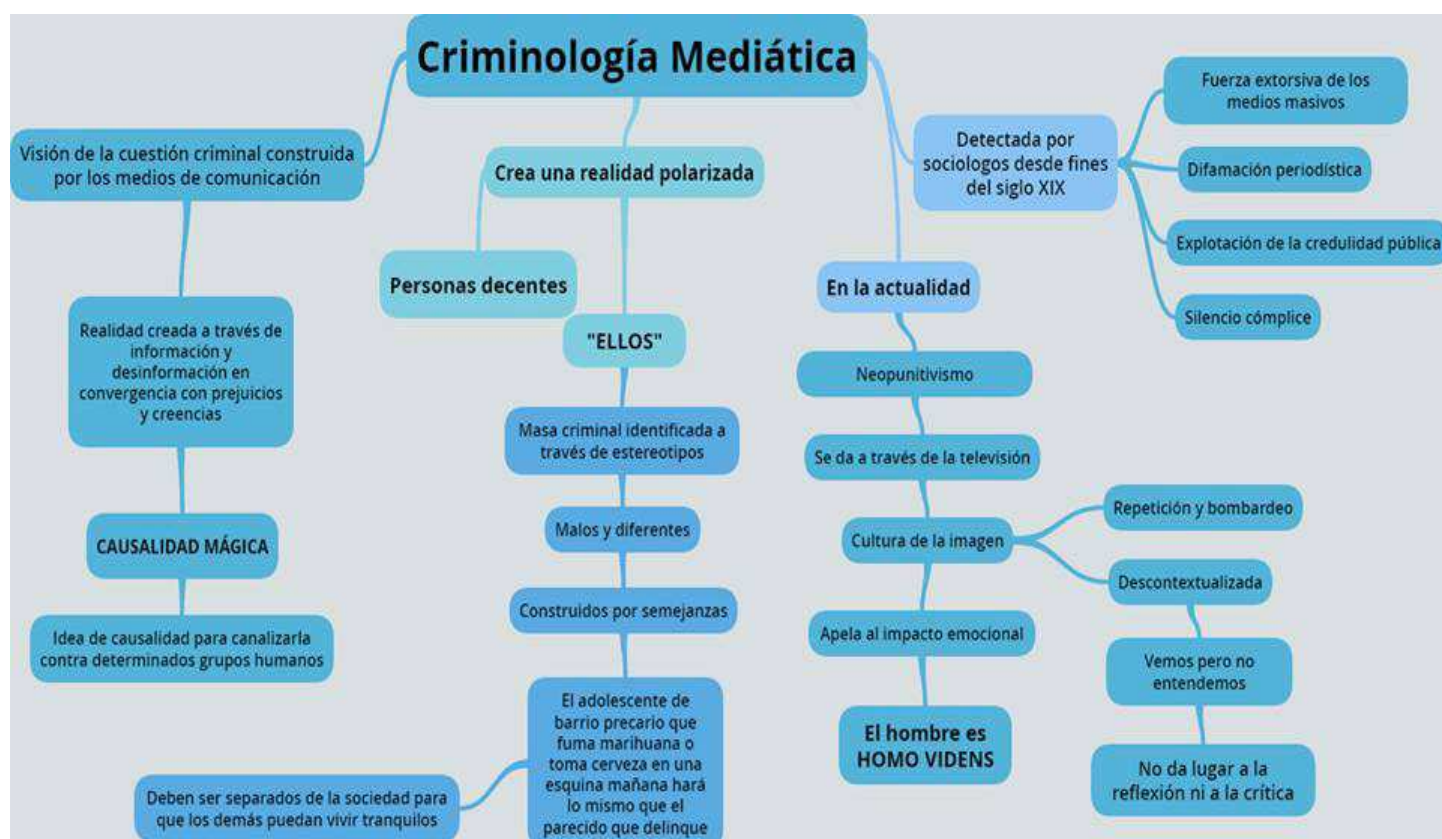 Criminología Mediática
Visión de la cuestión criminal construida
por los medios de comunicación
Realidad creada a través de
información y
desinformación en
convergencia con prejuicios
y creencias
CAUSALIDAD MÁGICA
Idea de causalidad para canalizarla
contra determinados grupos humanos
Crea una realidad polarizada
Personas decentes
"ELLOS"
Masa criminal identificada a
través de estereotipos
Malos y diferentes
Construidos por semejanzas
El adolescente de
barrio precario que
fuma marihuana o
toma cerveza en una
esquina mañana hará
lo mismo que el
parecido que delinque
Deben ser separados de la sociedad para
que los demás puedan vivir tranquilos
En la actualidad
Neopunitivismo
Se da a través de la televisión
Cultura de la imagen
Repetición y bombardeo
Descontextualizada
Vemos pero no
entendemos
No da lugar a la
reflexión ni a la crítica
Apela al impacto emocional
El hombre es
HOMO VIDENS
Detectada por
sociologos desde fines
del siglo XIX
Fuerza extorsiva de los
medios masivos
Difamación periodística
Explotación de la credulidad pública
Silencio cómplice